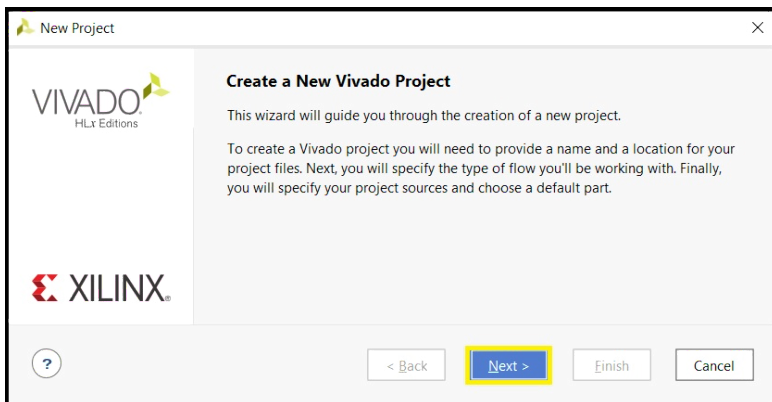 New Project
VIVADO.
HLx Editions
Create a New Vivado Project
This wizard will guide you through the creation of a new project.
To create a Vivado project you will need to provide a name and a location for your
project files. Next, you will specify the type of flow you'll be working with. Finally,
you will specify your project sources and choose a default part.
XILINX®
?
< Back
Next >
Finish
Cancel